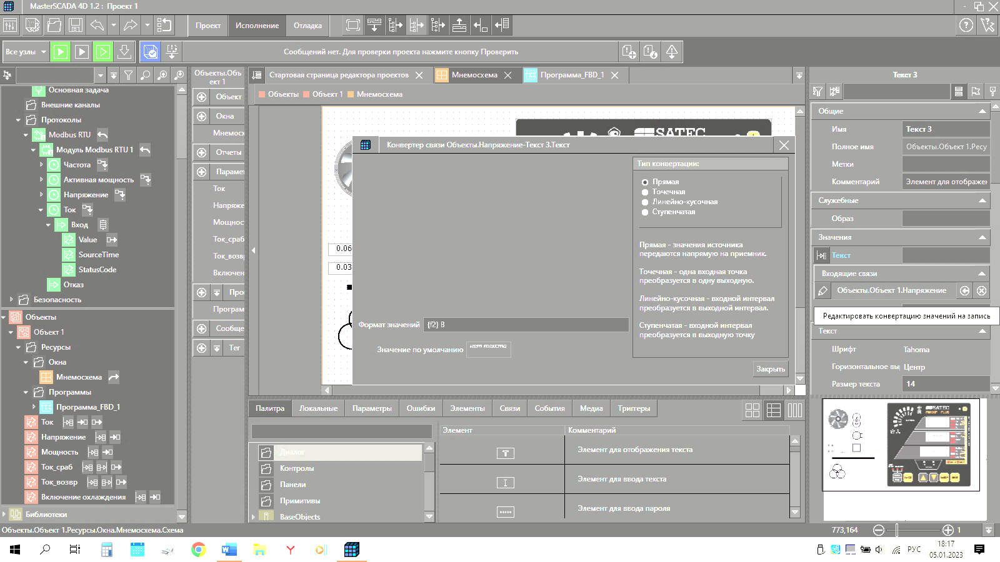 MasterSCADA 4D 1.2 : Проект 1
Проект
Исполнение
Отладка
Все узлы
Сообщений нет. Для проверки проекта нажмите кнопку Проверить
Основная задача
Внешние каналы
Протоколы
Modbus RTU
Модуль Modbus RTU 1
Частота
Активная мощность
Напряжение
Ток
Вход
Value
SourceTime
StatusCode
Отказ
Безопасность
Объекты
Объект 1
Ресурсы
Окна
Мнемосхема
Программы
Программа_FBD_1
Ток
Напряжение
Мощность
Ток_сраб
Ток_возвр
Включение охлаждения
Библиотеки
Объекты.Объ
ект 1
Объект
Окна
Мнемосх
Отчеты
Парамет
Ток
Напряже
Мощнос
Ток_сраб
Ток_возвр
Включен
Про
Програм
Сообще
Тег
Стартовая страница редактора проектов
Мнемосхема
Программа_FBD_1
Объекты
Объект 1
Мнемосхема
SATEC
0.06
0.03
Конвертер связи Объекты.Напряжение-Текст 3.Текст
Тип конвертации:
Прямая
Точечная
Линейно-кусочная
Ступенчатая
Прямая - значения источника
передаются напрямую на приемник.
Точечная - одна входная точка
преобразуется в одну выходную.
Линейно-кусочная - входной интервал
преобразуется в выходной интервал.
Ступенчатая - входной интервал
преобразуется в выходную точку
Формат значений
{f2} В
Значение по умолчанию
нет текста
Закрыть
Палитра
Локальные
Параметры
Ошибки
Элементы
Связи
События
Медиа
Триггеры
Диалог
Контролы
Панели
Примитивы
BaseObjects
Элемент
Комментарий
Элемент для отображения текста
Элемент для ввода текста
Элемент для ввода пароля
Текст 3
Общие
Имя
Текст 3
Полное имя
Объекты.Объект 1.Ресу
Метки
Комментарий
Элемент для отображен
Служебные
Образ
Значения
Текст
Входящие связи
Объекты.Объект 1.Напряжение
Редактировать конвертацию значений на запись
Текст
Шрифт
Tahoma
Горизонтальное выр
Центр
Размер текста
14
SATEC
Объекты.Объект 1.Ресурсы.Окна.Мнемосхема.Схема
773,164
1
РУС
18:17
05.01.2023